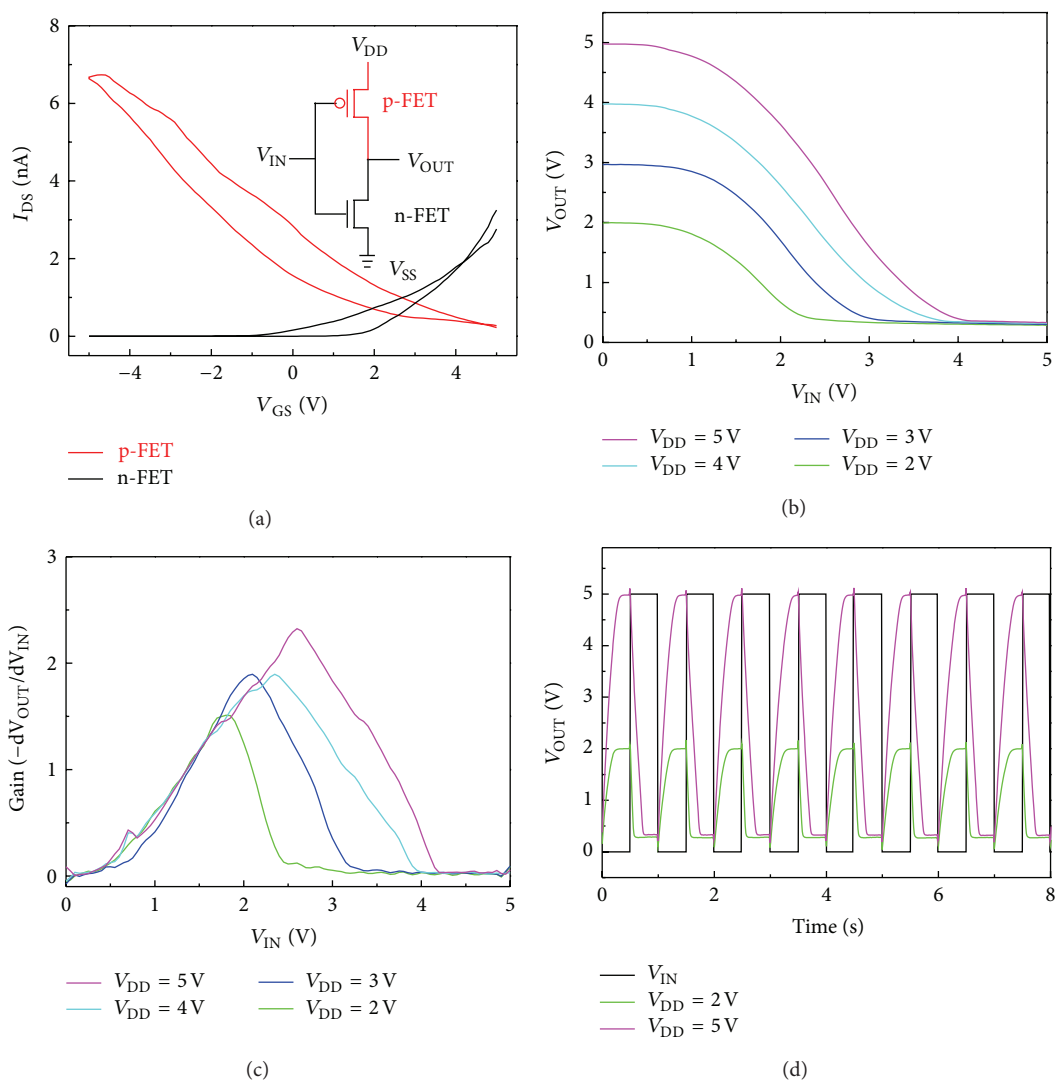 8
6
4
2
0
I_DS (nA)
V_DD
p-FET
V_IN
V_OUT
n-FET
V_SS
−4 −2 0 2 4
V_GS (V)
p-FET
n-FET
(a)
5
4
3
2
1
0
V_OUT (V)
0 1 2 3 4 5
V_IN (V)
V_DD = 5 V V_DD = 3 V
V_DD = 4 V V_DD = 2 V
(b)
3
2
1
0
Gain (−dV_OUT/dV_IN)
0 1 2 3 4 5
V_IN (V)
V_DD = 5 V V_DD = 3 V
V_DD = 4 V V_DD = 2 V
(c)
5
4
3
2
1
0
V_OUT (V)
0 2 4 6 8
Time (s)
V_IN
V_DD = 2 V
V_DD = 5 V
(d)